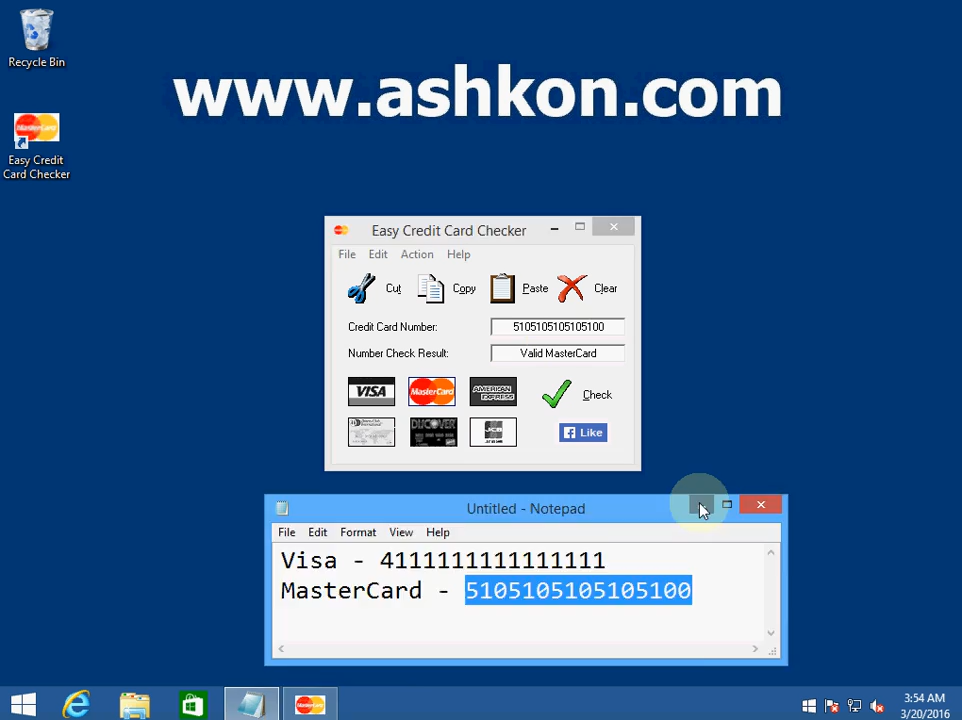 Recycle Bin
www.ashkon.com
MasterCard
Easy Credit
Card Checker
Easy Credit Card Checker
File Edit Action Help
Cut Copy Paste Clear
Credit Card Number: 5105105105105100
Number Check Result: Valid MasterCard
VISA MasterCard AMERICAN EXPRESS Check
DISCOVER JCB Like
Untitled - Notepad
File Edit Format View Help
Visa - 4111111111111111
MasterCard - 5105105105105100
MasterCard
3:54 AM
3/20/2016